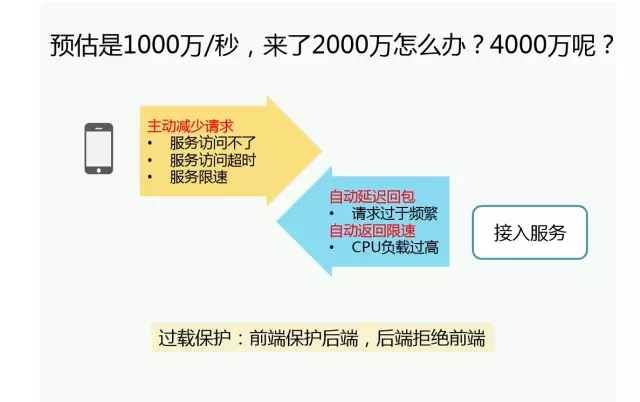 预估是1000万/秒，来了2000万怎么办？4000万呢？
主动减少请求
• 服务访问不了
• 服务访问超时
• 服务限速
自动延迟回包
• 请求过于频繁
自动返回限速
• CPU负载过高
接入服务
过载保护：前端保护后端，后端拒绝前端